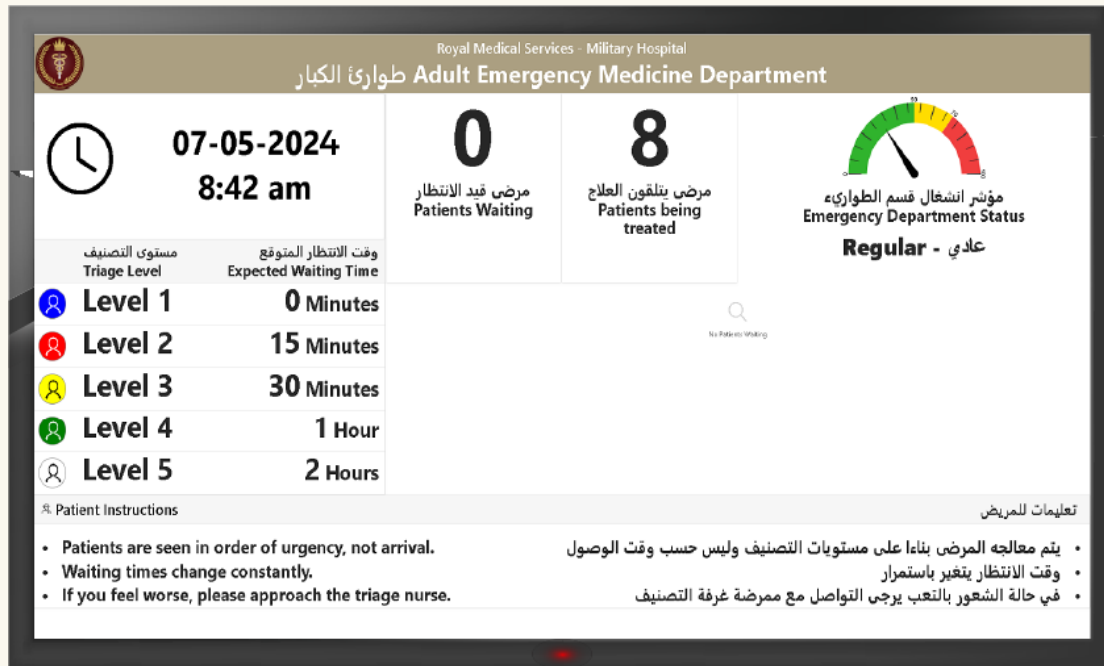 Royal Medical Services - Military Hospital
طوارئ الكبار Adult Emergency Medicine Department
07-05-2024
8:42 am
0
مرضى قيد الانتظار
Patients Waiting
8
مرضى يتلقون العلاج
Patients being
treated
0
50
مؤشر انشغال قسم الطواريء
Emergency Department Status
Regular - عادي
مستوى التصنيف
Triage Level
وقت الانتظار المتوقع
Expected Waiting Time
Level 1 0 Minutes
Level 2 15 Minutes
Level 3 30 Minutes
Level 4 1 Hour
Level 5 2 Hours
No Patients Waiting
Patient Instructions
تعليمات للمريض
• Patients are seen in order of urgency, not arrival.
• Waiting times change constantly.
• If you feel worse, please approach the triage nurse.
• يتم معالجه المرضى بناءا على مستويات التصنيف وليس حسب وقت الوصول
• وقت الانتظار يتغير باستمرار
• في حالة الشعور بالتعب يرجى التواصل مع ممرضة غرفة التصنيف